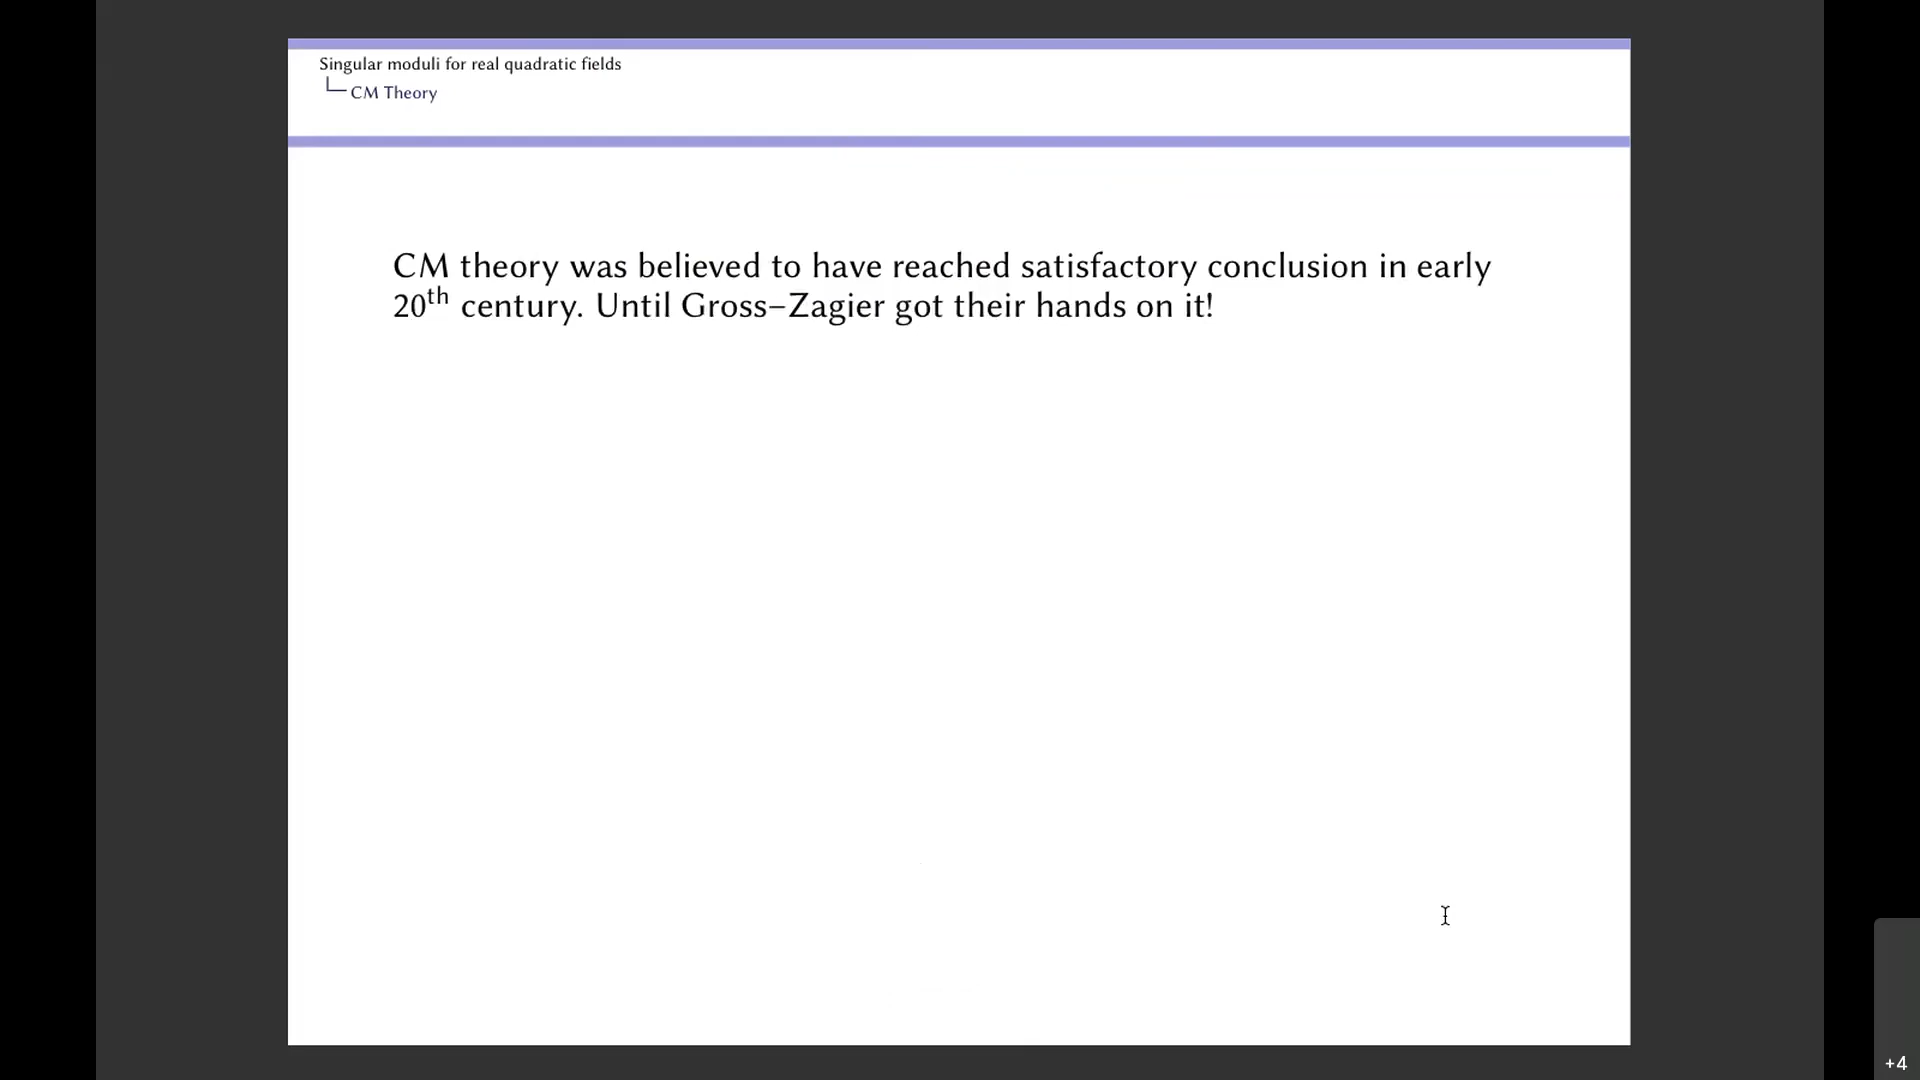 Singular moduli for real quadratic fields
CM Theory
CM theory was believed to have reached satisfactory conclusion in early
20th century. Until Gross–Zagier got their hands on it!
+4